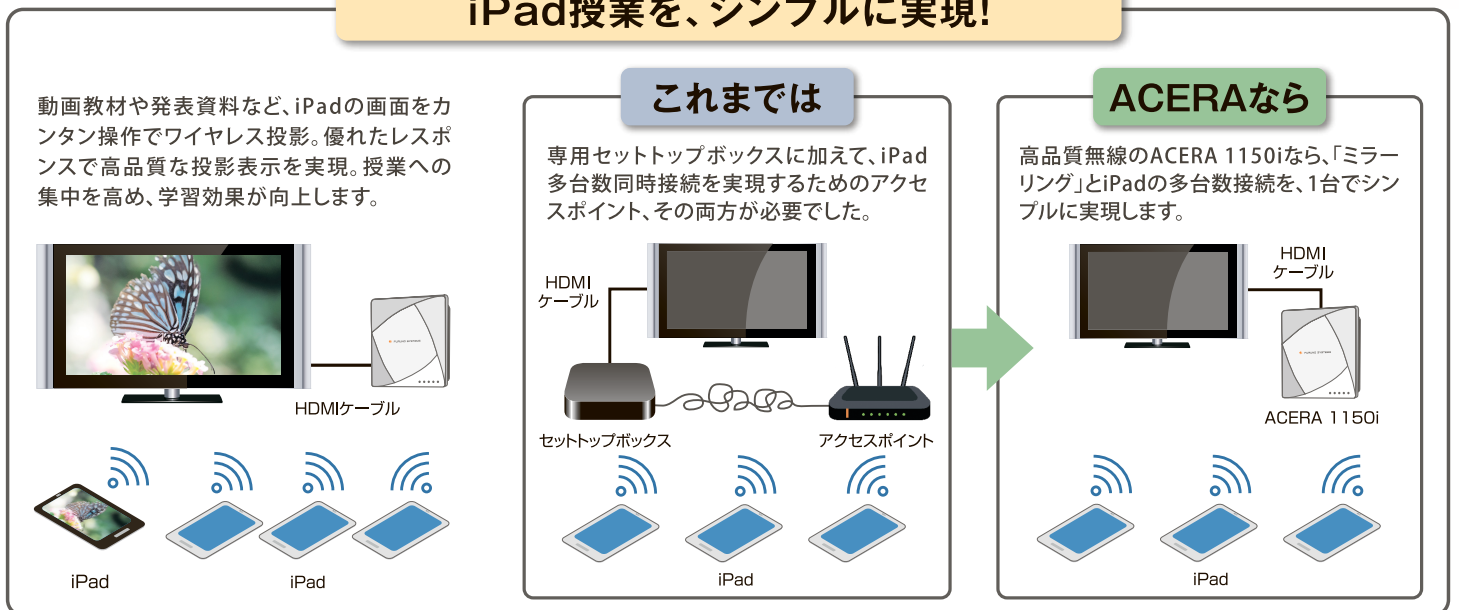 iPad授業を、シンプルに実現!
動画教材や発表資料など、iPadの画面をカ
ンタン操作でワイヤレス投影。優れたレスポ
ンスで高品質な投影表示を実現。授業への
集中を高め、学習効果が向上します。
HDMIケーブル
iPad
iPad
これまでは
専用セットトップボックスに加えて、iPad
多台数同時接続を実現するためのアクセ
スポイント、その両方が必要でした。
HDMI
ケーブル
セットトップボックス
アクセスポイント
iPad
ACERAなら
高品質無線のACERA 1150iなら、「ミラー
リング」とiPadの多台数接続を、1台でシン
プルに実現します。
HDMI
ケーブル
FURUNO SYSTEMS
ACERA 1150i
iPad